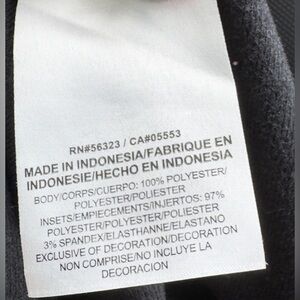 RN#56323 / CA#05553
MADE IN INDONESIA/FABRIQUE EN
INDONESIE/HECHO EN INDONESIA
BODY/CORPS/CUERPO: 100% POLYESTER/
POLYESTER/POLIESTER
INSETS/EMPIECEMENTS/INJERTOS: 97%
POLYESTER/POLYESTER/POLIESTER
3% SPANDEX/ELASTHANNE/ELASTANO
EXCLUSIVE OF DECORATION/DECORATION
NON COMPRISE/NO INCLUYE LA
DECORACION